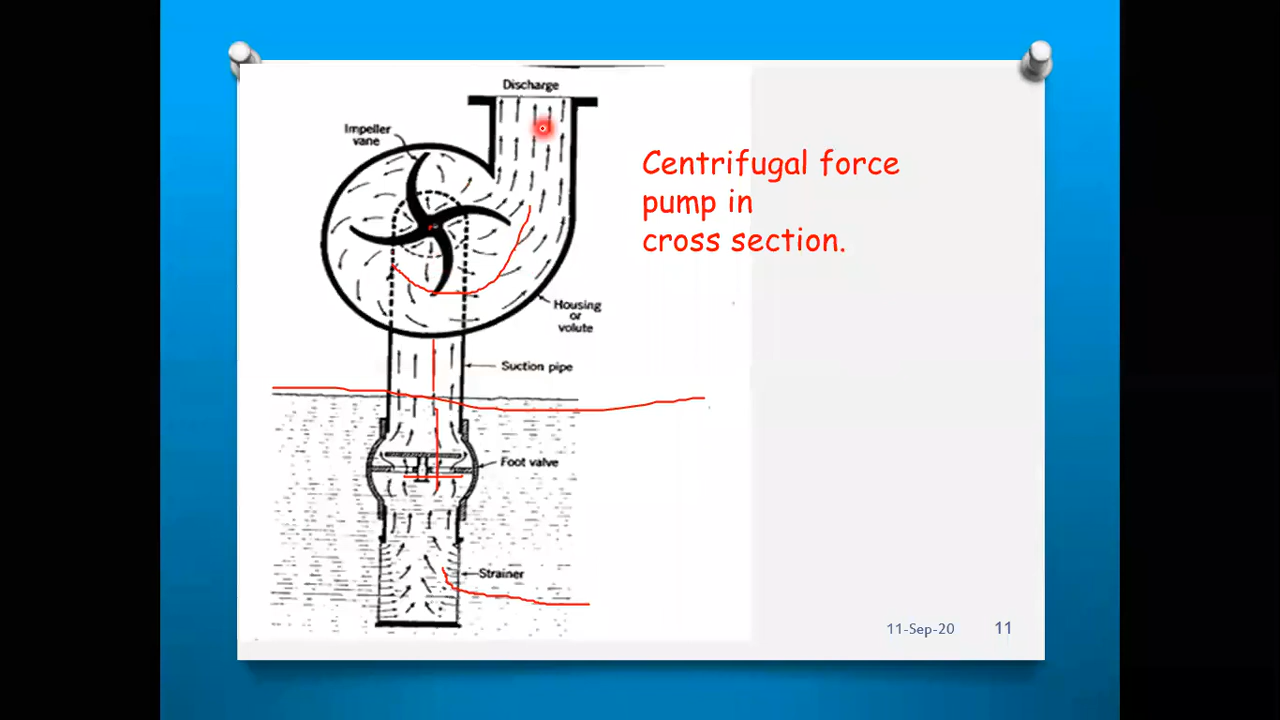 Discharge
Impeller
vane
Centrifugal force
pump in
cross section.
Housing
or
volute
Suction pipe
Foot valve
Strainer
11-Sep-20
11